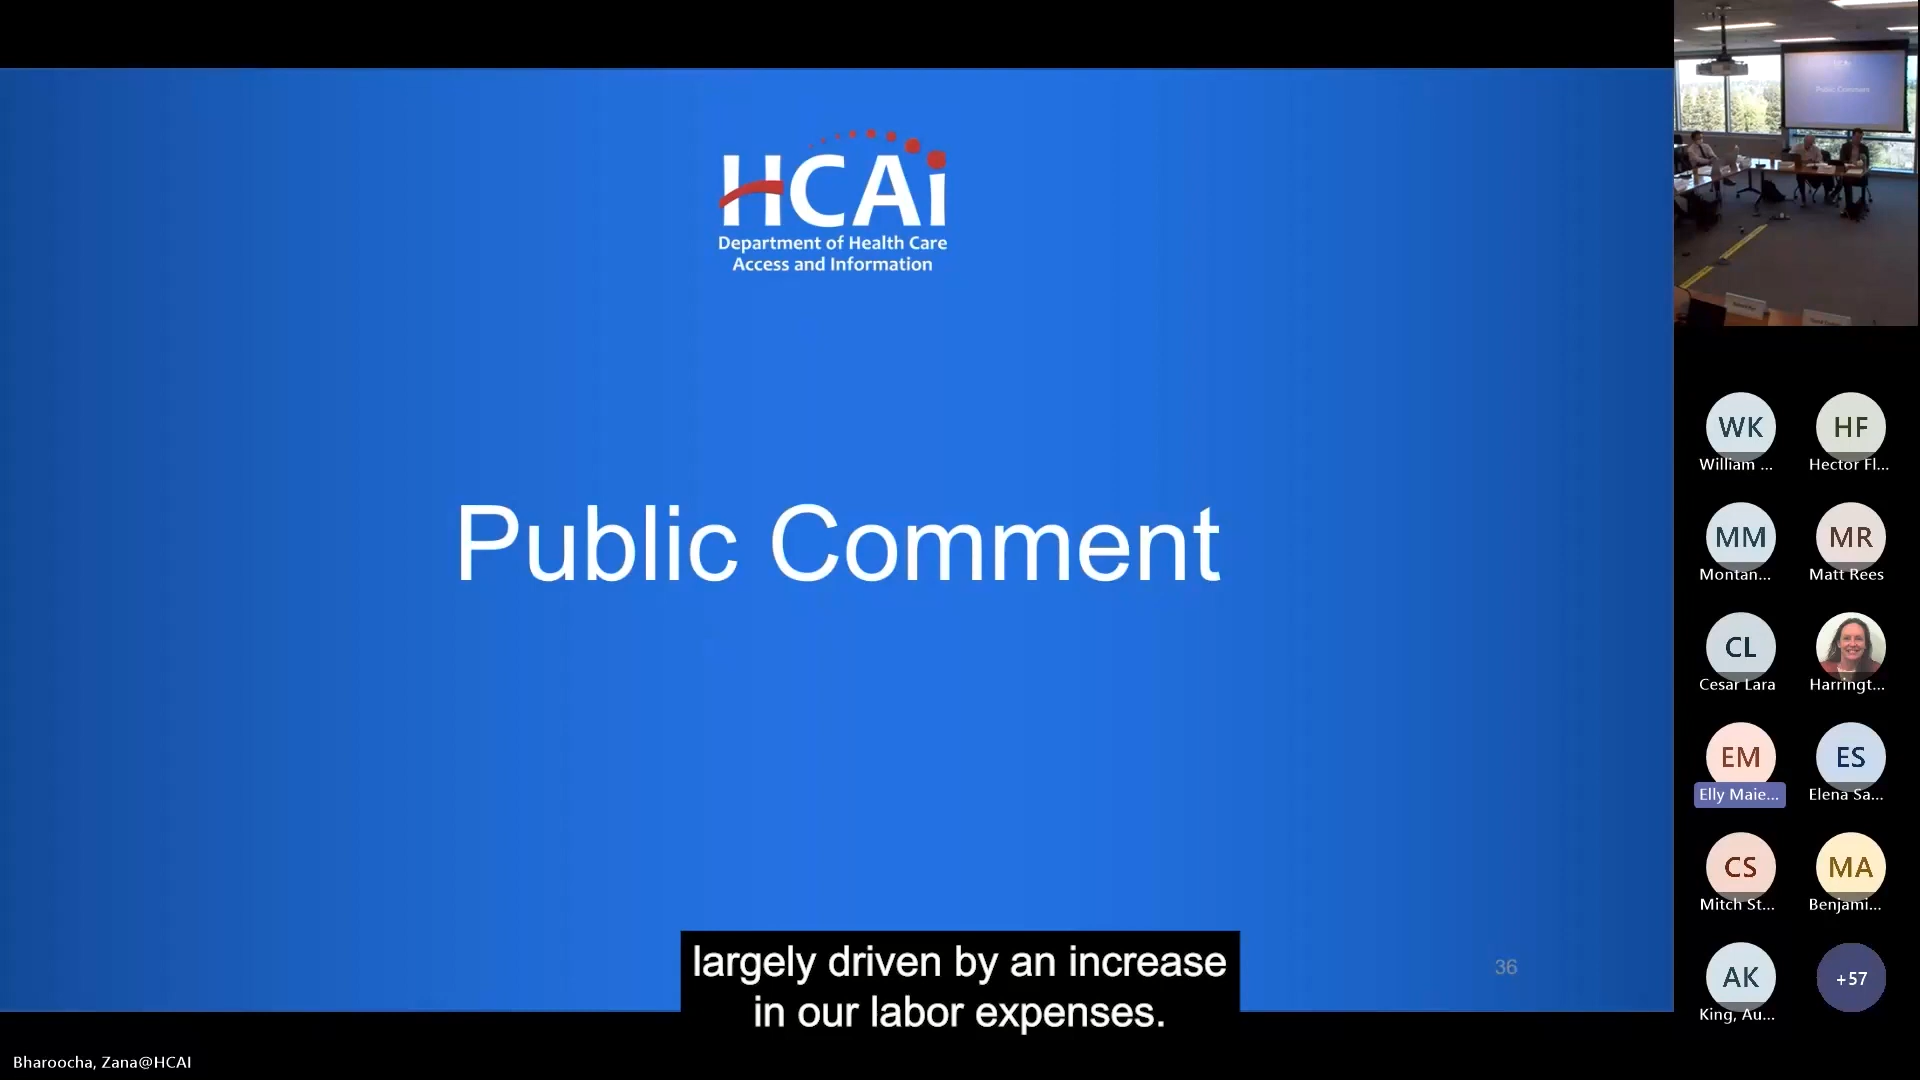 HCAi
Department of Health Care
Access and Information
Public Comment
36
largely driven by an increase
in our labor expenses.
Bharoocha, Zana@HCAI
Public Comment
WK
William ...
HF
Hector Fl...
MM
Montan...
MR
Matt Rees
CL
Cesar Lara
Harringt...
EM
Elly Maie...
ES
Elena Sa...
CS
Mitch St...
MA
Benjami...
AK
King, Au...
+57